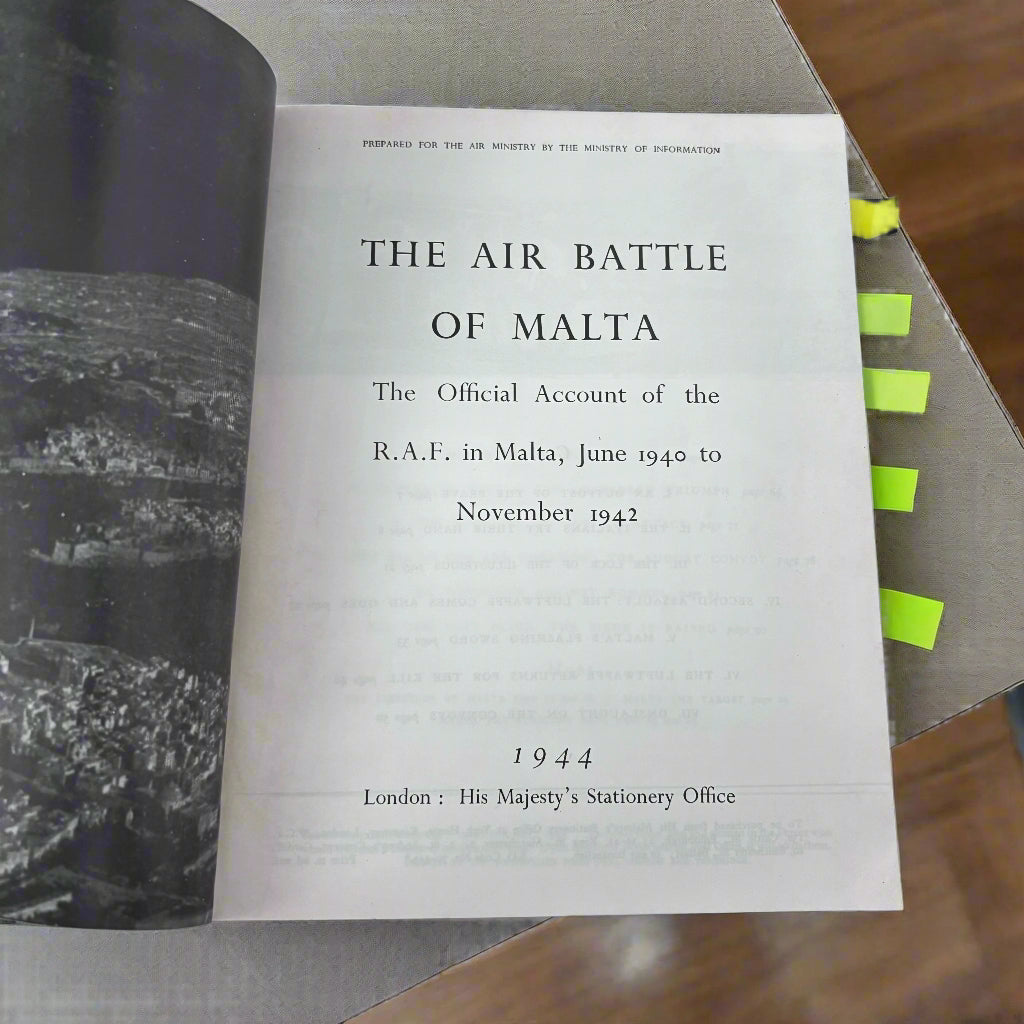 PREPARED FOR THE AIR MINISTRY BY THE MINISTRY OF INFORMATION
THE AIR BATTLE
OF MALTA
The Official Account of the
R.A.F. in Malta, June 1940 to
November 1942
1944
London : His Majesty's Stationery Office